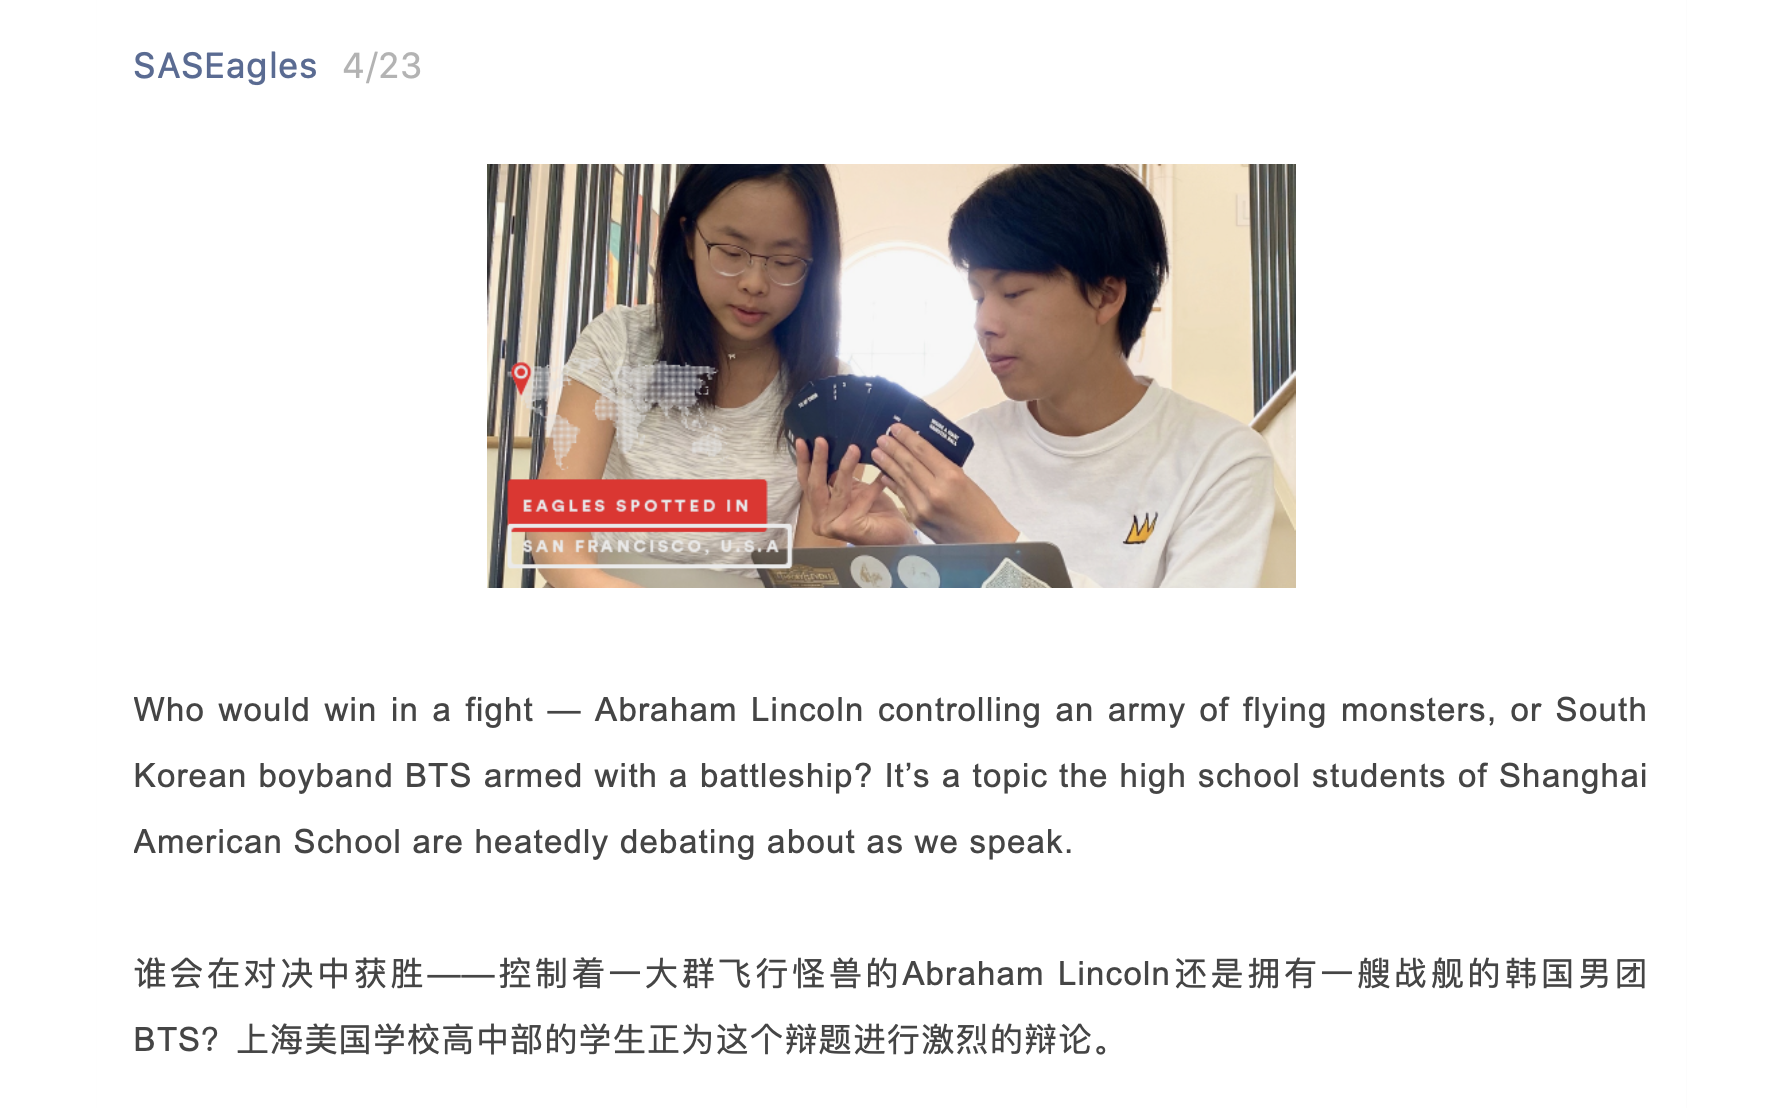 SASEagles 4/23
EAGLES SPOTTED IN
SAN FRANCISCO, U.S.A
Who would win in a fight — Abraham Lincoln controlling an army of flying monsters, or South
Korean boyband BTS armed with a battleship? It’s a topic the high school students of Shanghai
American School are heatedly debating about as we speak.
谁会在对决中获胜——控制着一大群飞行怪兽的Abraham Lincoln还是拥有一艘战舰的韩国男团
BTS? 上海美国学校高中部的学生正为这个辩题进行激烈的辩论。